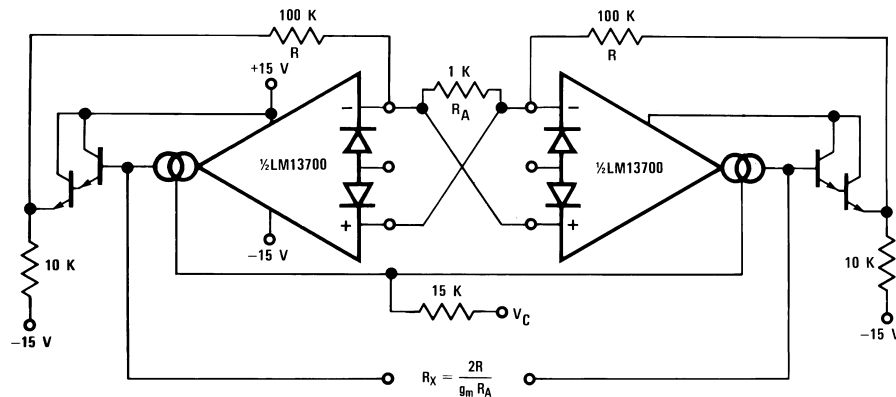 100 K
R
100 K
R
+15 V
1 K
R_A
−
−
½LM13700
½LM13700
+
+
10 K
−15 V
10 K
15 K
V_C
−15 V
−15 V
R_X = 2R / g_m R_A